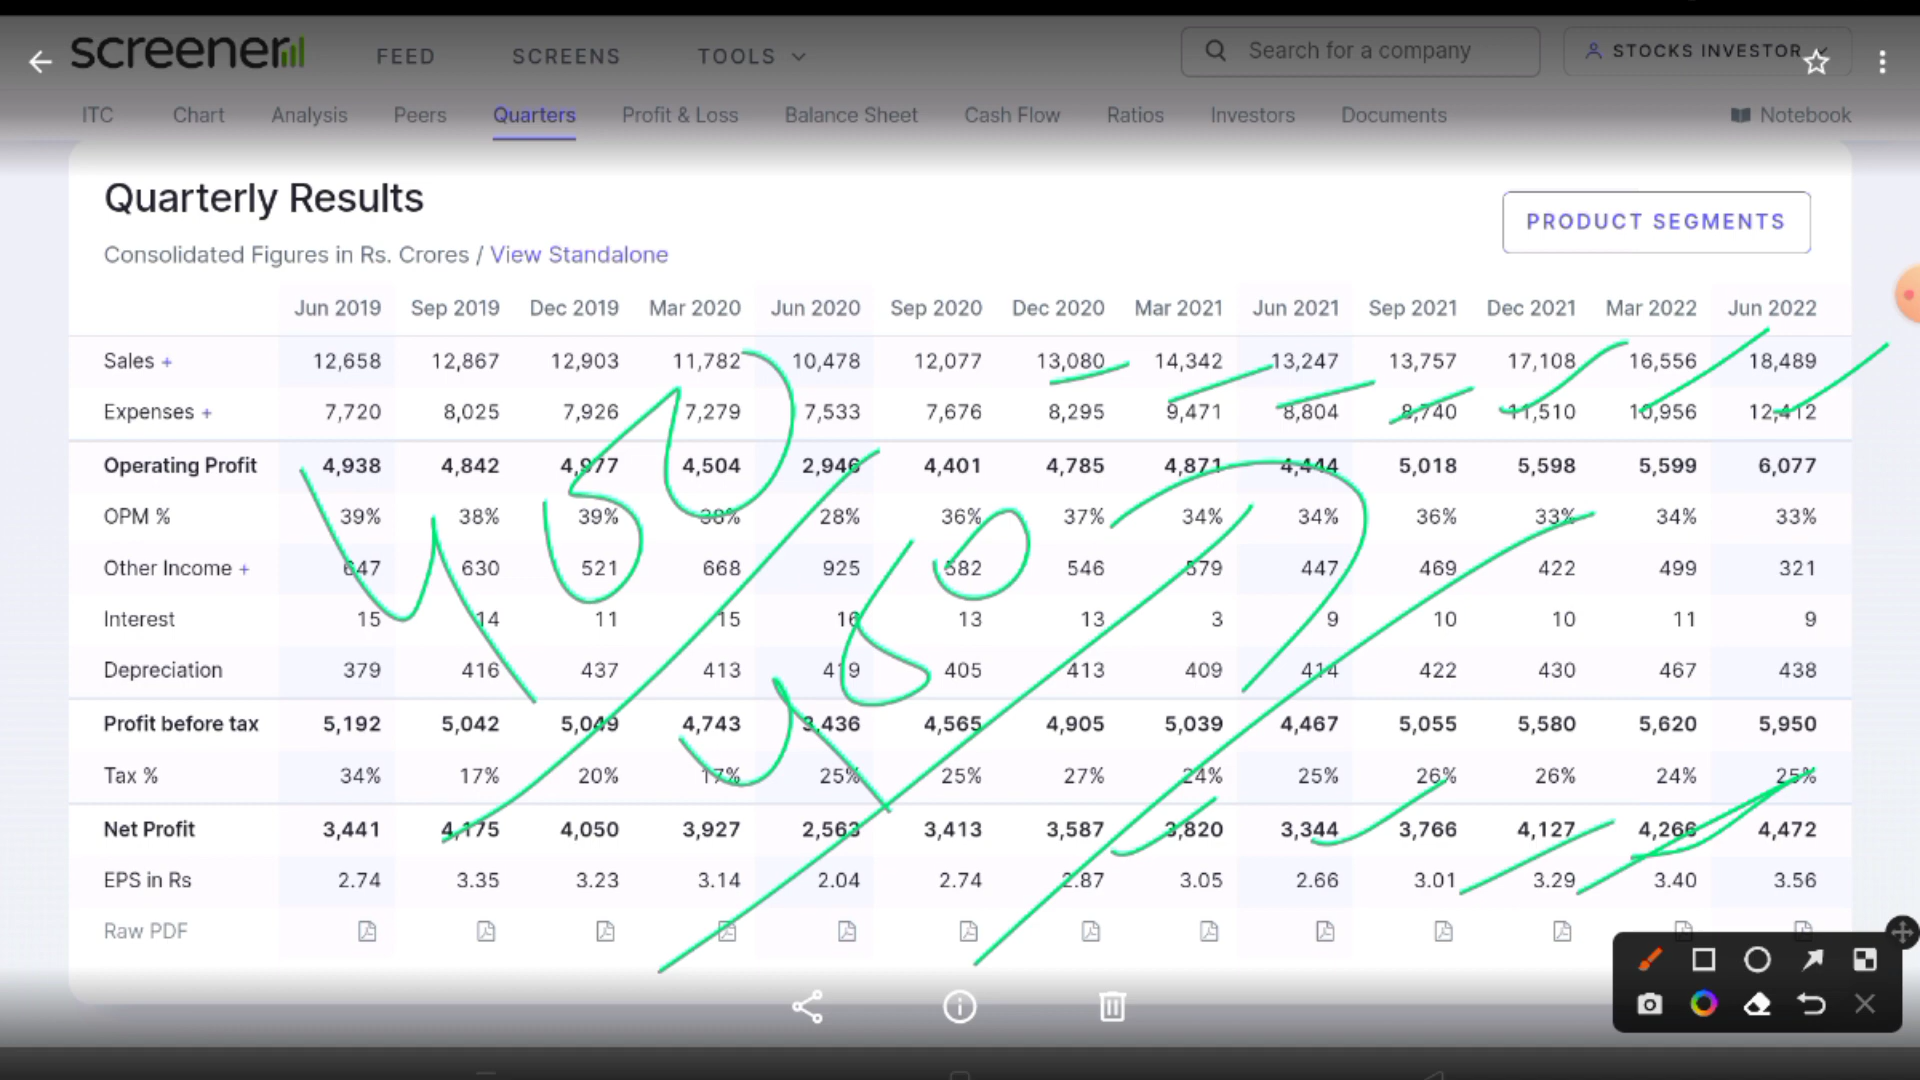 screener FEED SCREENS TOOLS Search for a company STOCKS INVESTOR
ITC Chart Analysis Peers Quarters Profit & Loss Balance Sheet Cash Flow Ratios Investors Documents Notebook
Quarterly Results
PRODUCT SEGMENTS
Consolidated Figures in Rs. Crores / View Standalone
Jun 2019 Sep 2019 Dec 2019 Mar 2020 Jun 2020 Sep 2020 Dec 2020 Mar 2021 Jun 2021 Sep 2021 Dec 2021 Mar 2022 Jun 2022
Sales + 12,658 12,867 12,903 11,782 10,478 12,077 13,080 14,342 13,247 13,757 17,108 16,556 18,489
Expenses + 7,720 8,025 7,926 7,279 7,533 7,676 8,295 9,471 8,804 8,740 11,510 10,956 12,412
Operating Profit 4,938 4,842 4,977 4,504 2,946 4,401 4,785 4,871 4,444 5,018 5,598 5,599 6,077
OPM % 39% 38% 39% 38% 28% 36% 37% 34% 34% 36% 33% 34% 33%
Other Income + 647 630 521 668 925 582 546 579 447 469 422 499 321
Interest 15 14 11 15 16 13 13 3 9 10 10 11 9
Depreciation 379 416 437 413 419 405 413 409 414 422 430 467 438
Profit before tax 5,192 5,042 5,049 4,743 3,436 4,565 4,905 5,039 4,467 5,055 5,580 5,620 5,950
Tax % 34% 17% 20% 17% 25% 25% 27% 24% 25% 26% 26% 24% 25%
Net Profit 3,441 4,175 4,050 3,927 2,563 3,413 3,587 3,820 3,344 3,766 4,127 4,266 4,472
EPS in Rs 2.74 3.35 3.23 3.14 2.04 2.74 2.87 3.05 2.66 3.01 3.29 3.40 3.56
Raw PDF
450
450